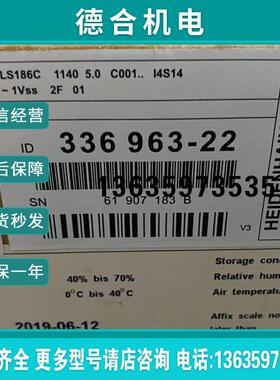 德合机电
LS186C 1140 5.0 C001.. I4S14
~ 1Vss 2F 01
信经营
ID 336 963-22
后保障
13635973535
SN 61 907 183 B
V3
HEIDENHAIN
货秒发
保一年
Storage cond
40% bis 70%
Relative hum
0°C bis 40°C
Air temperatu
Affix scale no
2019-06-12
later than
齐全 更多型号请店咨询 电话:1363597